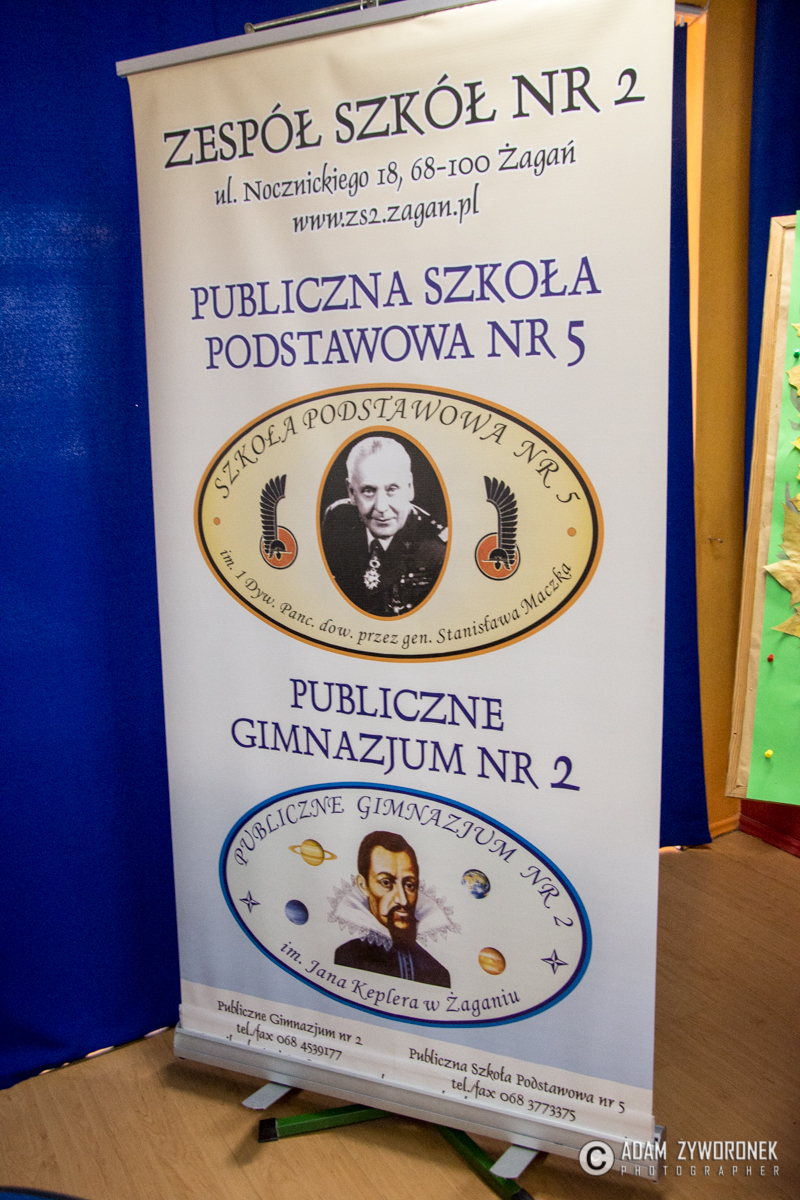 ZESPÓŁ SZKÓŁ NR 2
ul. Nocznickiego 18, 68-100 Żagań
www.zs2.zagan.pl
PUBLICZNA SZKOŁA
PODSTAWOWA NR 5
SZKOŁA PODSTAWOWA NR 5
im. 1 Dyw. Panc. dow. przez gen. Stanisława Maczka
PUBLICZNE
GIMNAZJUM NR 2
PUBLICZNE GIMNAZJUM NR 2
im. Jana Keplera w Żaganiu
Publiczne Gimnazjum nr 2
tel./fax 068 4539177
Publiczna Szkoła Podstawowa nr 5
tel./fax 068 3773375
© ADAM ZYWORONEK
PHOTOGRAPHER